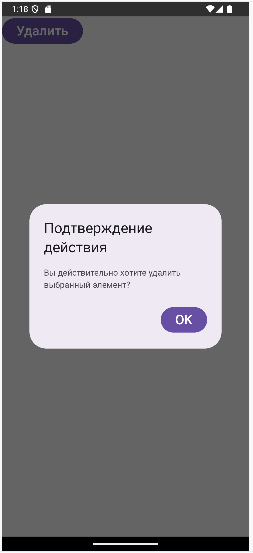 1:18
Удалить
Подтверждение
действия
Вы действительно хотите удалить
выбранный элемент?
OK